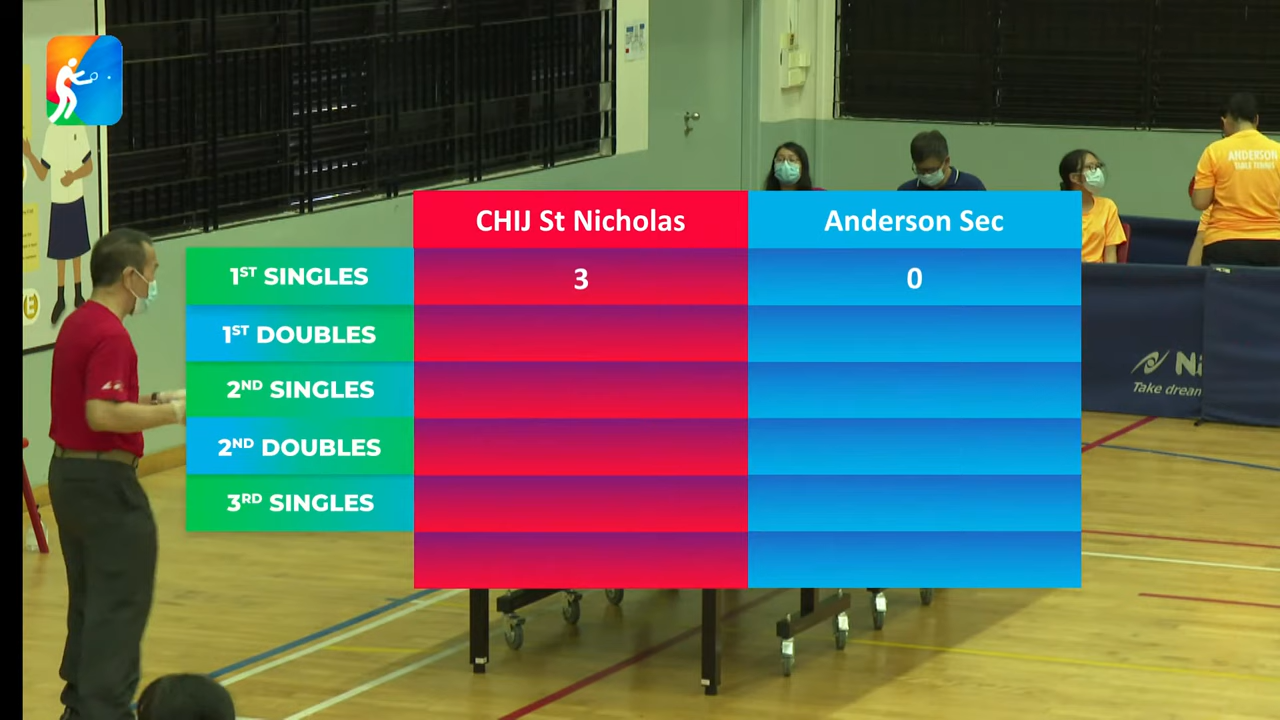 CHIJ St Nicholas Anderson Sec
1ST SINGLES 3 0
1ST DOUBLES
2ND SINGLES
2ND DOUBLES
3RD SINGLES
ANDERSON
TABLE TENNIS
Take dream
E